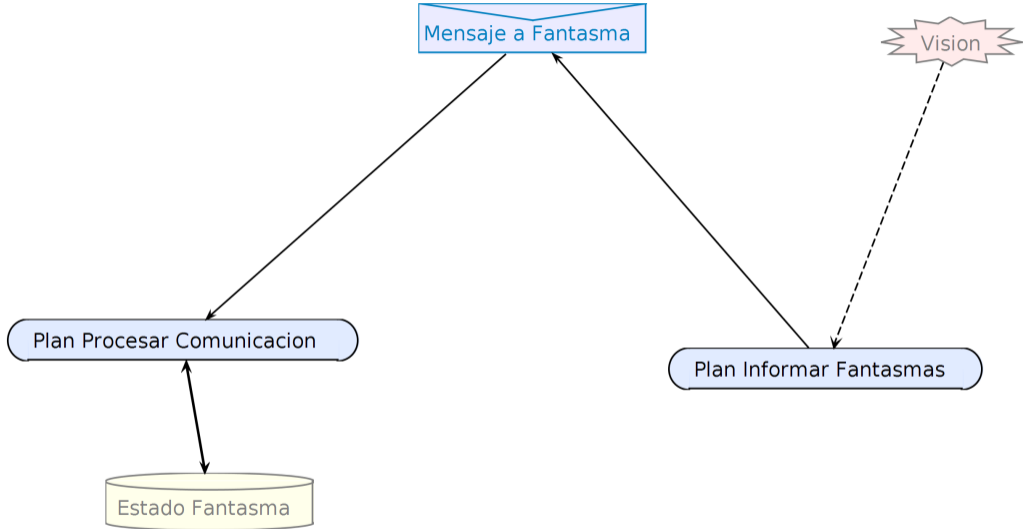 Mensaje a Fantasma
Vision
Plan Procesar Comunicacion
Plan Informar Fantasmas
Estado Fantasma